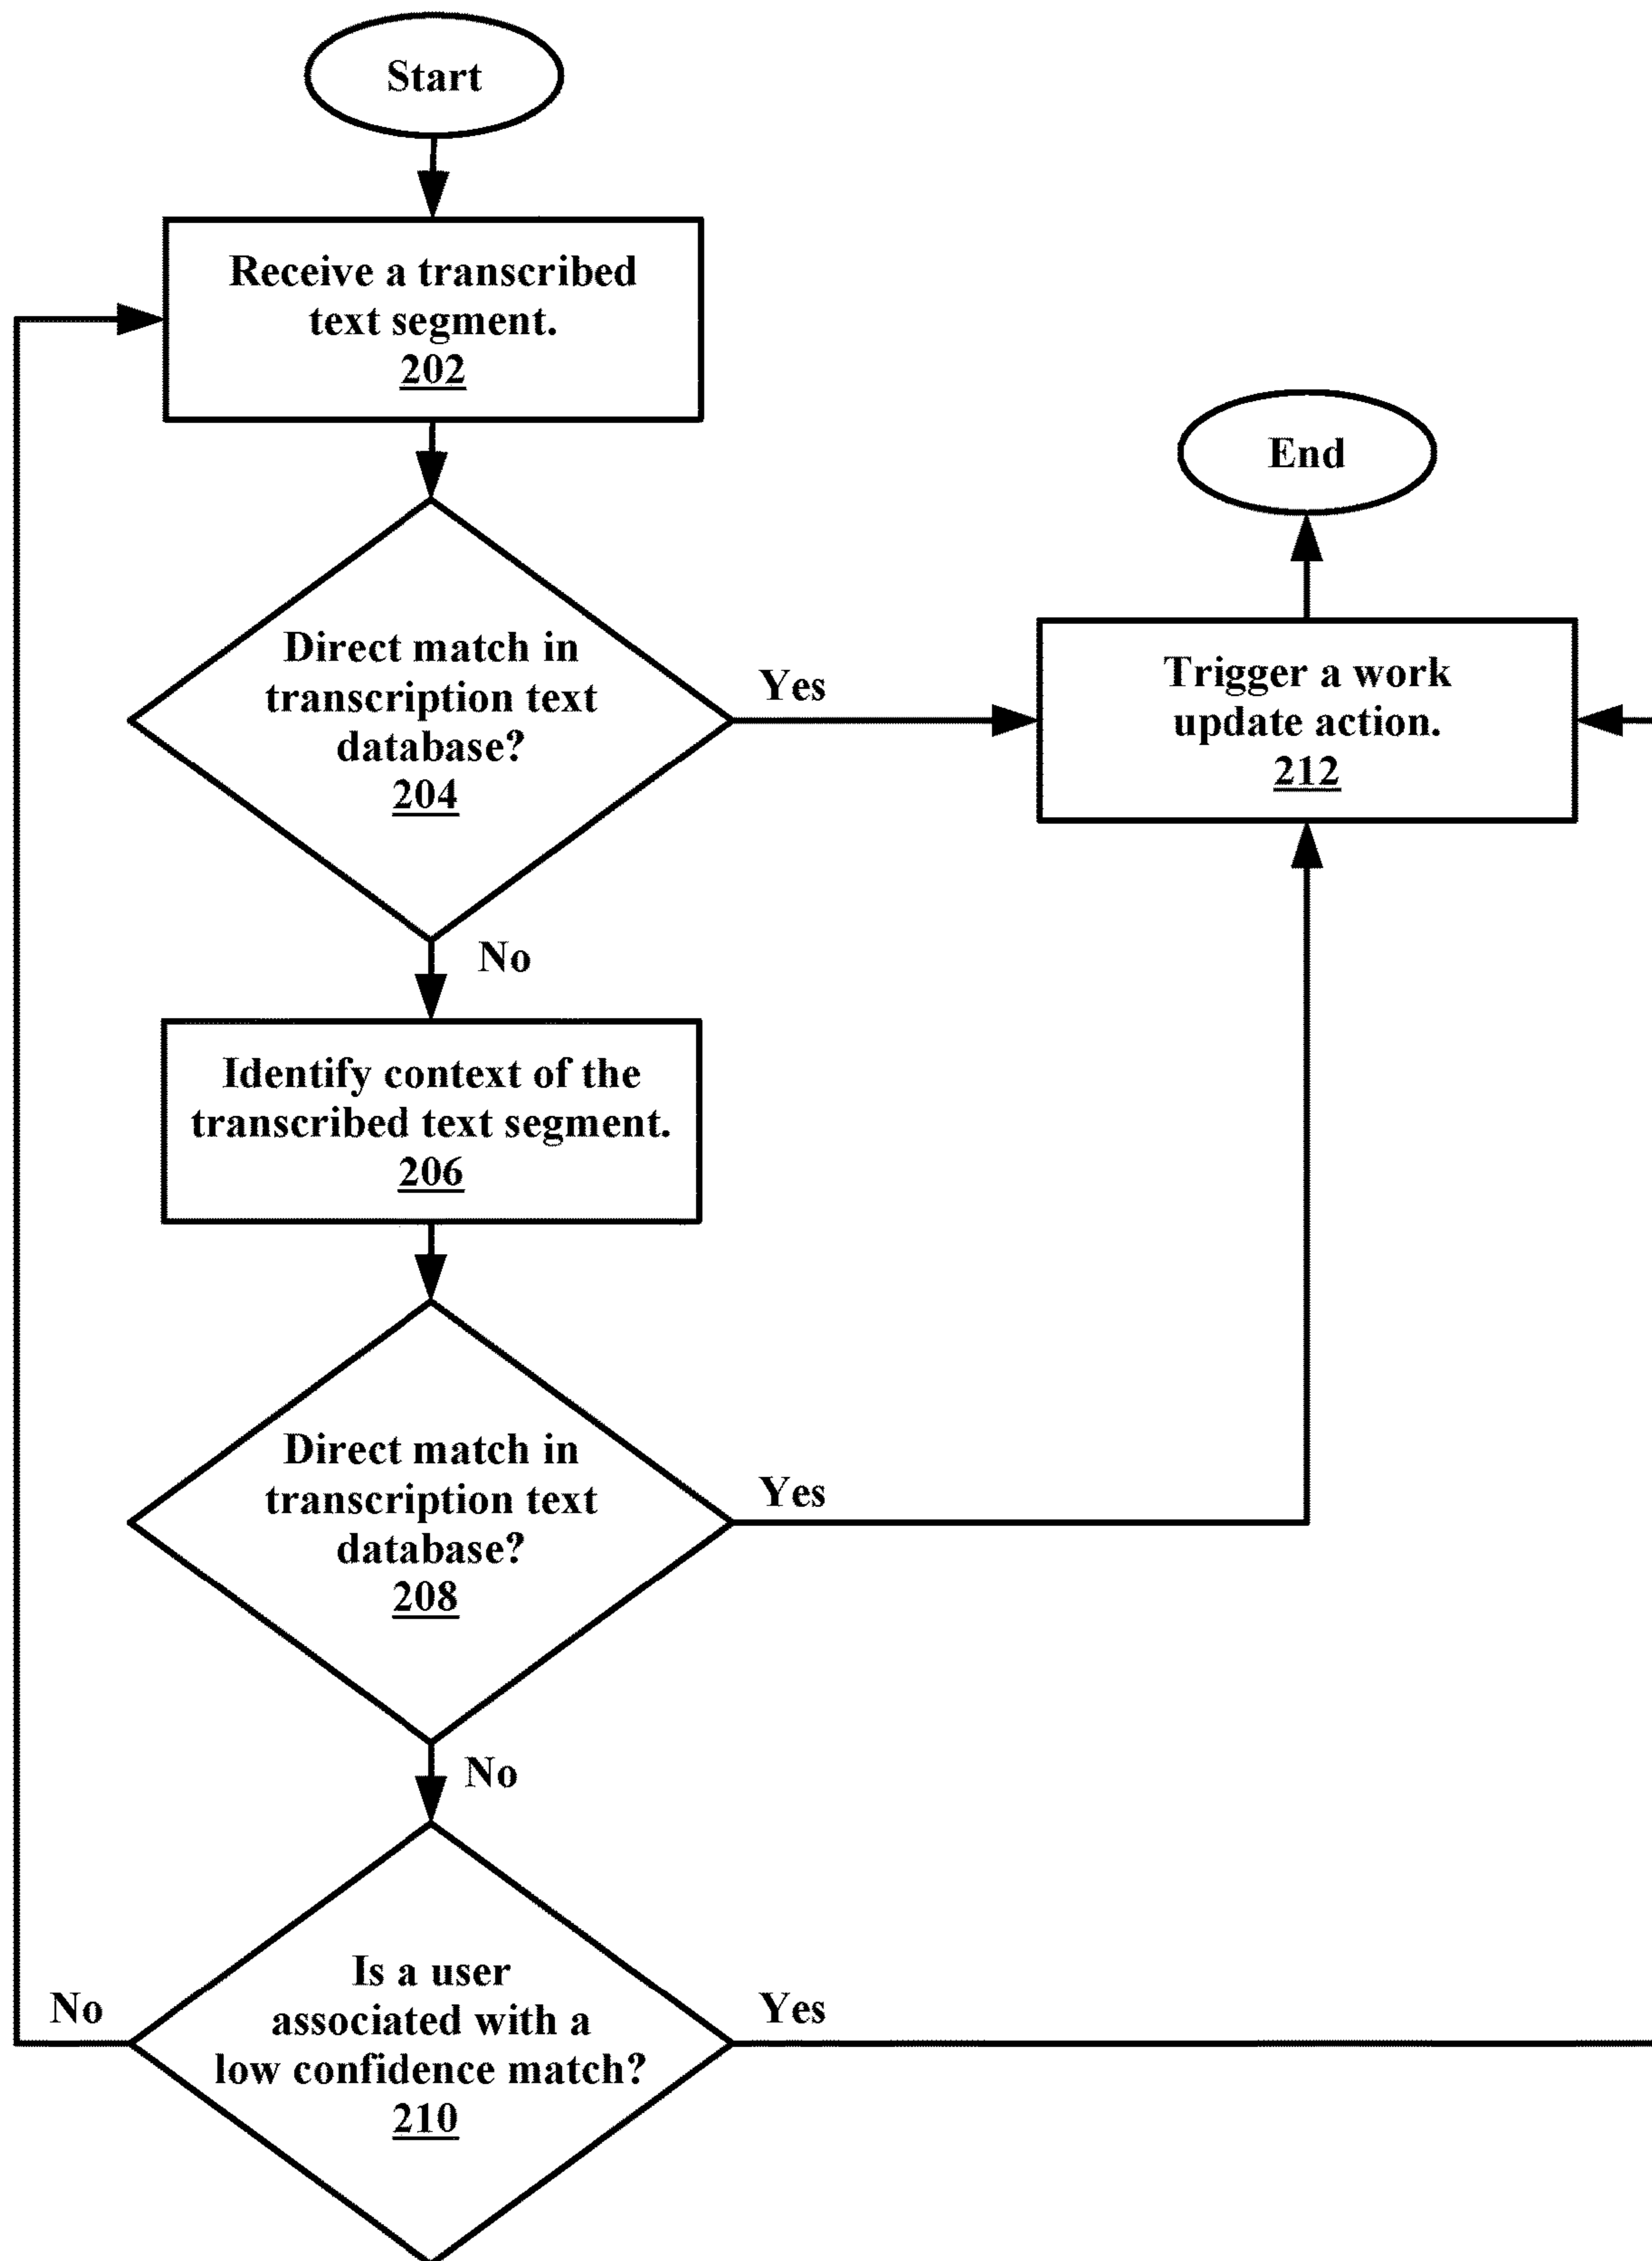 Start
Receive a transcribed
text segment.
202
Direct match in
transcription text
database?
204
Yes
No
Identify context of the
transcribed text segment.
206
Direct match in
transcription text
database?
208
Yes
No
Is a user
associated with a
low confidence match?
210
No
Yes
End
Trigger a work
update action.
212